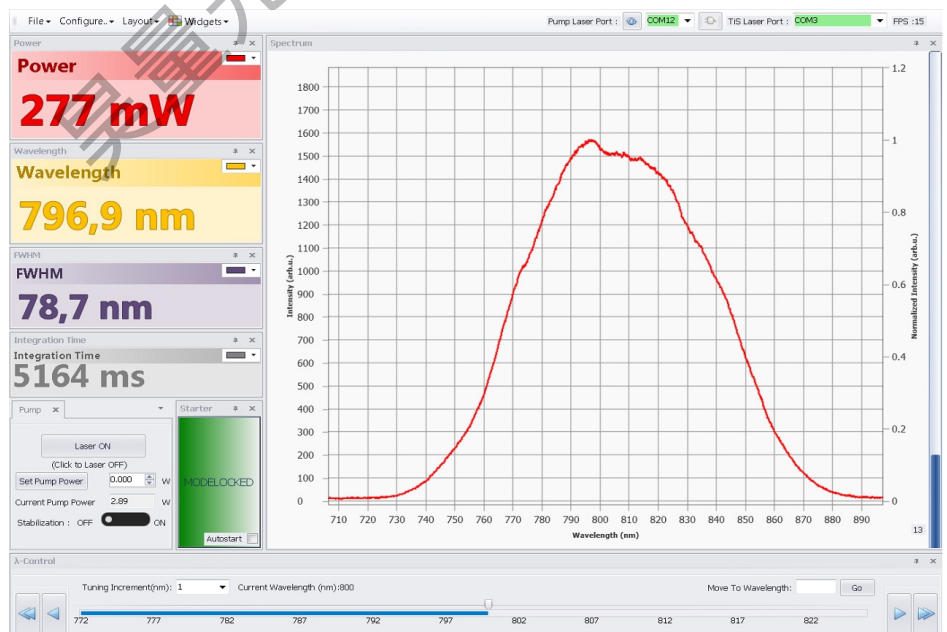 File Configure.. Layout Widgets Pump Laser Port : COM12 TiS Laser Port : COM3 FPS :15
Power
Power
277 mW
Wavelength
Wavelength
796,9 nm
FWHM
FWHM
78,7 nm
Integration Time
Integration Time
5164 ms
Pump
Laser ON
(Click to Laser OFF)
Set Pump Power 0.000 W
Current Pump Power 2.89 W
Stabilization : OFF ON
Starter
MODELOCKED
Autostart
Spectrum
Intensity (arb.u.)
1800
1700
1600
1500
1400
1300
1200
1100
1000
900
800
700
600
500
400
300
200
100
0
1.2
1
0.8
0.6
0.4
0.2
0
Normalized Intensity (arb.u.)
710 720 730 740 750 760 770 780 790 800 810 820 830 840 850 860 870 880 890
Wavelength (nm)
13
λ-Control
Tuning Increment(nm): 1 Current Wavelength (nm):800 Move To Wavelength: Go
772 777 782 787 792 797 802 807 812 817 822